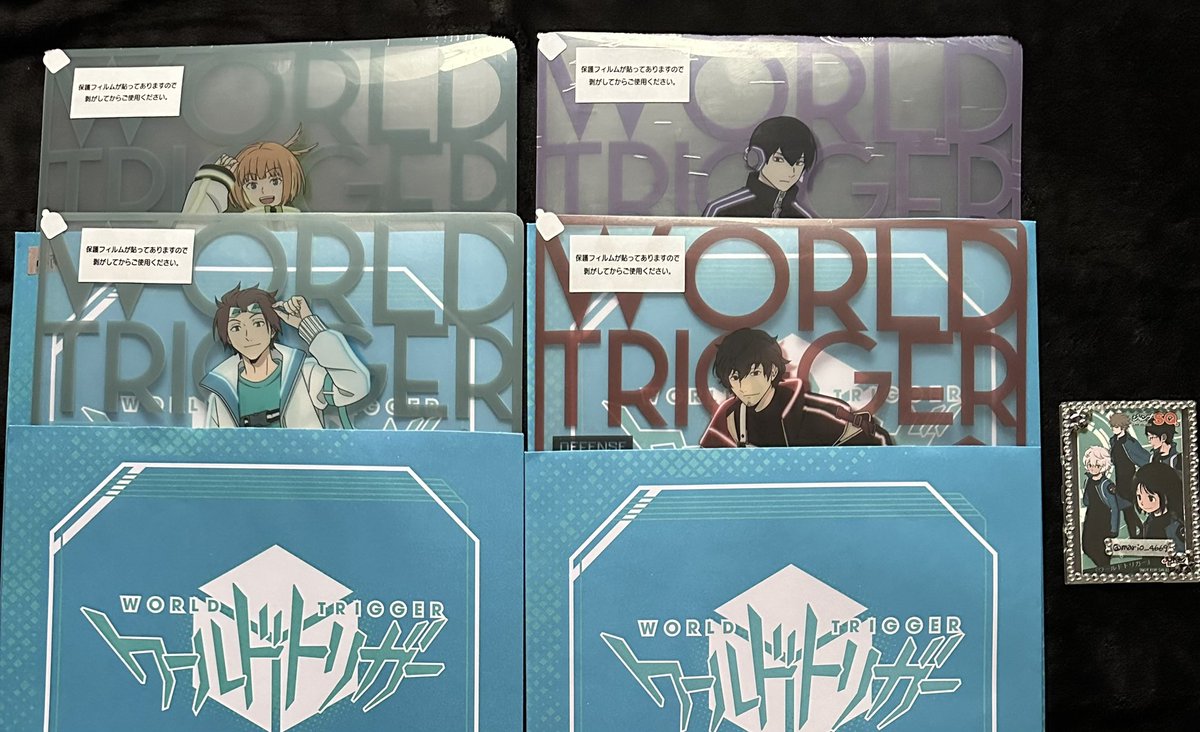 WORLD
TRIGGER
保護フィルムが貼ってありますので
剥がしてからご使用ください。
WORLD
TRIGGER
保護フィルムが貼ってありますので
剥がしてからご使用ください。
WORLD
TRIGGER
保護フィルムが貼ってありますので
剥がしてからご使用ください。
WORLD
TRIGGER
保護フィルムが貼ってありますので
剥がしてからご使用ください。
DEFENSE
WORLD TRIGGER
ワールドトリガー
WORLD TRIGGER
ワールドトリガー
SQ
@mario_4669
ワールドトリガー